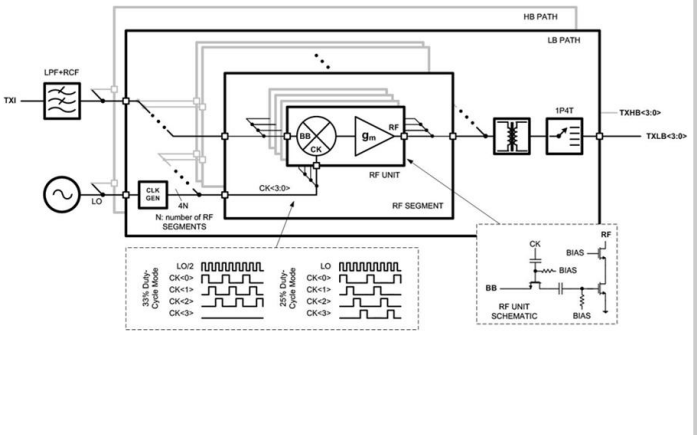 HB PATH
LB PATH
LPF+RCF
TXI
BB
CK
gm
RF
RF UNIT
1P4T
TXHB<3:0>
TXLB<3:0>
LO
CLK
GEN
4N
N: number of RF
SEGMENTS
CK<3:0>
RF SEGMENT
33% Duty-
Cycle Mode
LO/2
CK<0>
CK<1>
CK<2>
CK<3>
25% Duty-
Cycle Mode
LO
CK<0>
CK<1>
CK<2>
CK<3>
RF
CK
BIAS
BIAS
BB
RF UNIT
SCHEMATIC
BIAS